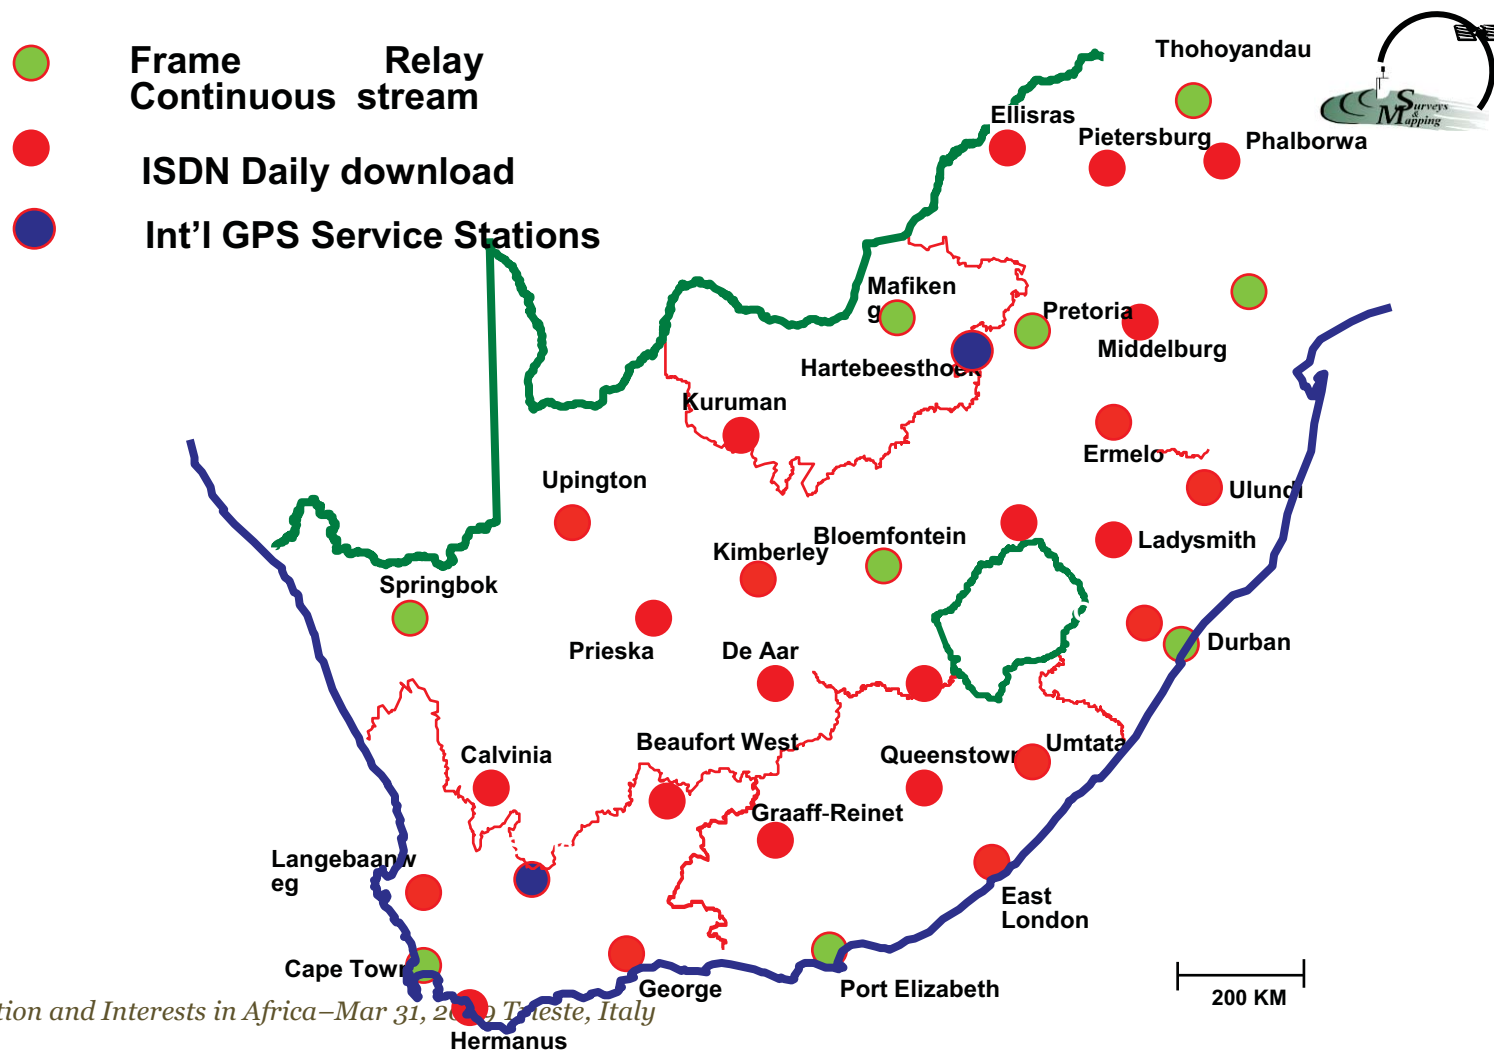 Frame Relay
Continuous stream
ISDN Daily download
Int'l GPS Service Stations
Thohoyandau
Surveys
&
Mapping
Ellisras
Pietersburg
Phalborwa
Mafiken
g
Pretoria
Hartebeesthoek
Middelburg
Kuruman
Ermelo
Upington
Ulundi
Bloemfontein
Kimberley
Ladysmith
Springbok
Prieska
De Aar
Durban
Calvinia
Beaufort West
Queenstown
Umtata
Graaff-Reinet
Langebaanw
eg
East
London
Cape Town
George
Port Elizabeth
200 KM
tion and Interests in Africa–Mar 31, 2009 Trieste, Italy
Hermanus